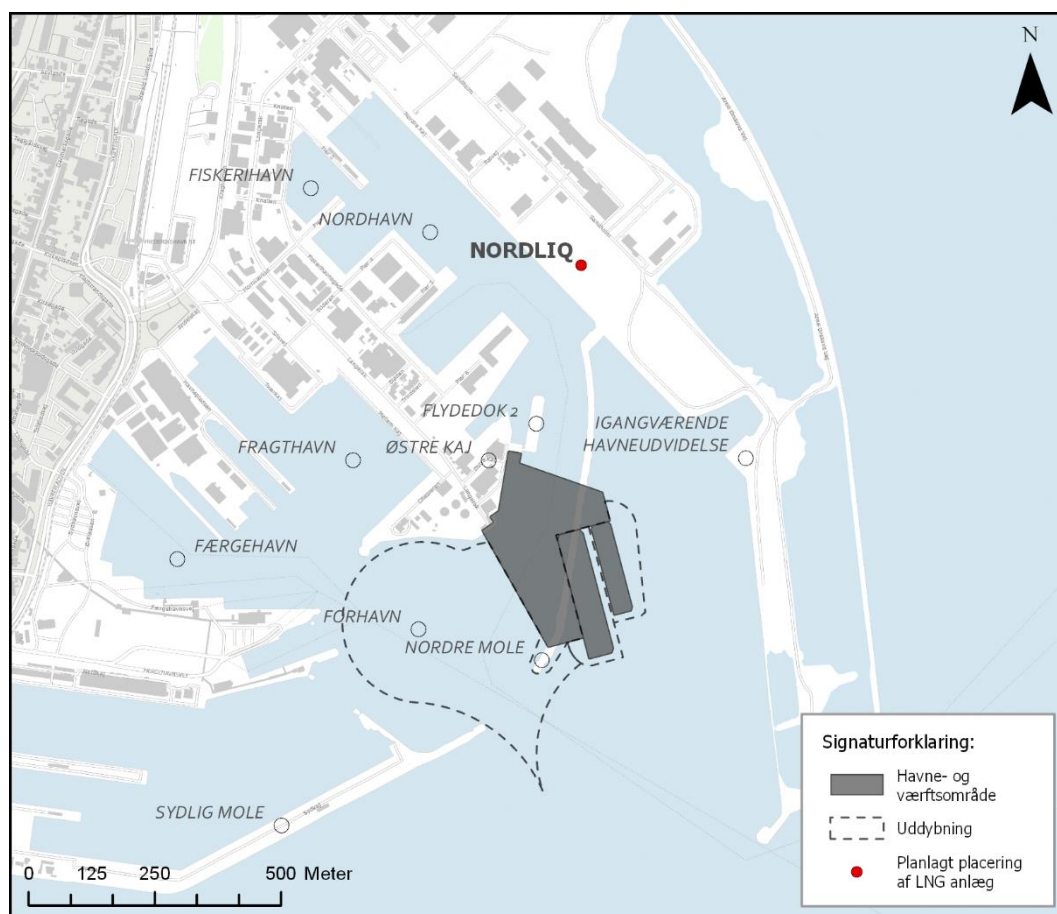 N
FISKERIHAVN
NORDHAVN
NORDLIQ
FLYDEDOK 2
IGANGVÆRENDE
HAVNEUDVIDELSE
FRAGTHAVN
ØSTRE KAJ
FÆRGEHAVN
FORHAVN
NORDRE MOLE
SYDLIG MOLE
Signaturforklaring:
Havne- og
værftsområde
Uddybning
Planlagt placering
af LNG anlæg
0 125 250 500 Meter